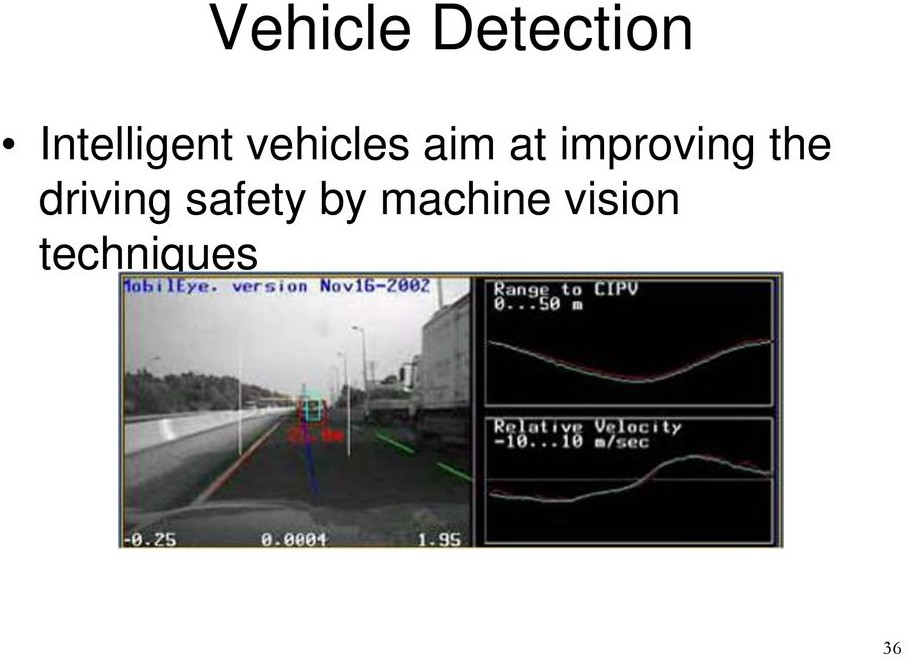 Vehicle Detection
• Intelligent vehicles aim at improving the
driving safety by machine vision
techniques
MobilEye. version Nov16-2002
Range to CIPV
0...50 m
Relative Velocity
-10...10 m/sec
-0.25 0.0004 1.95
36